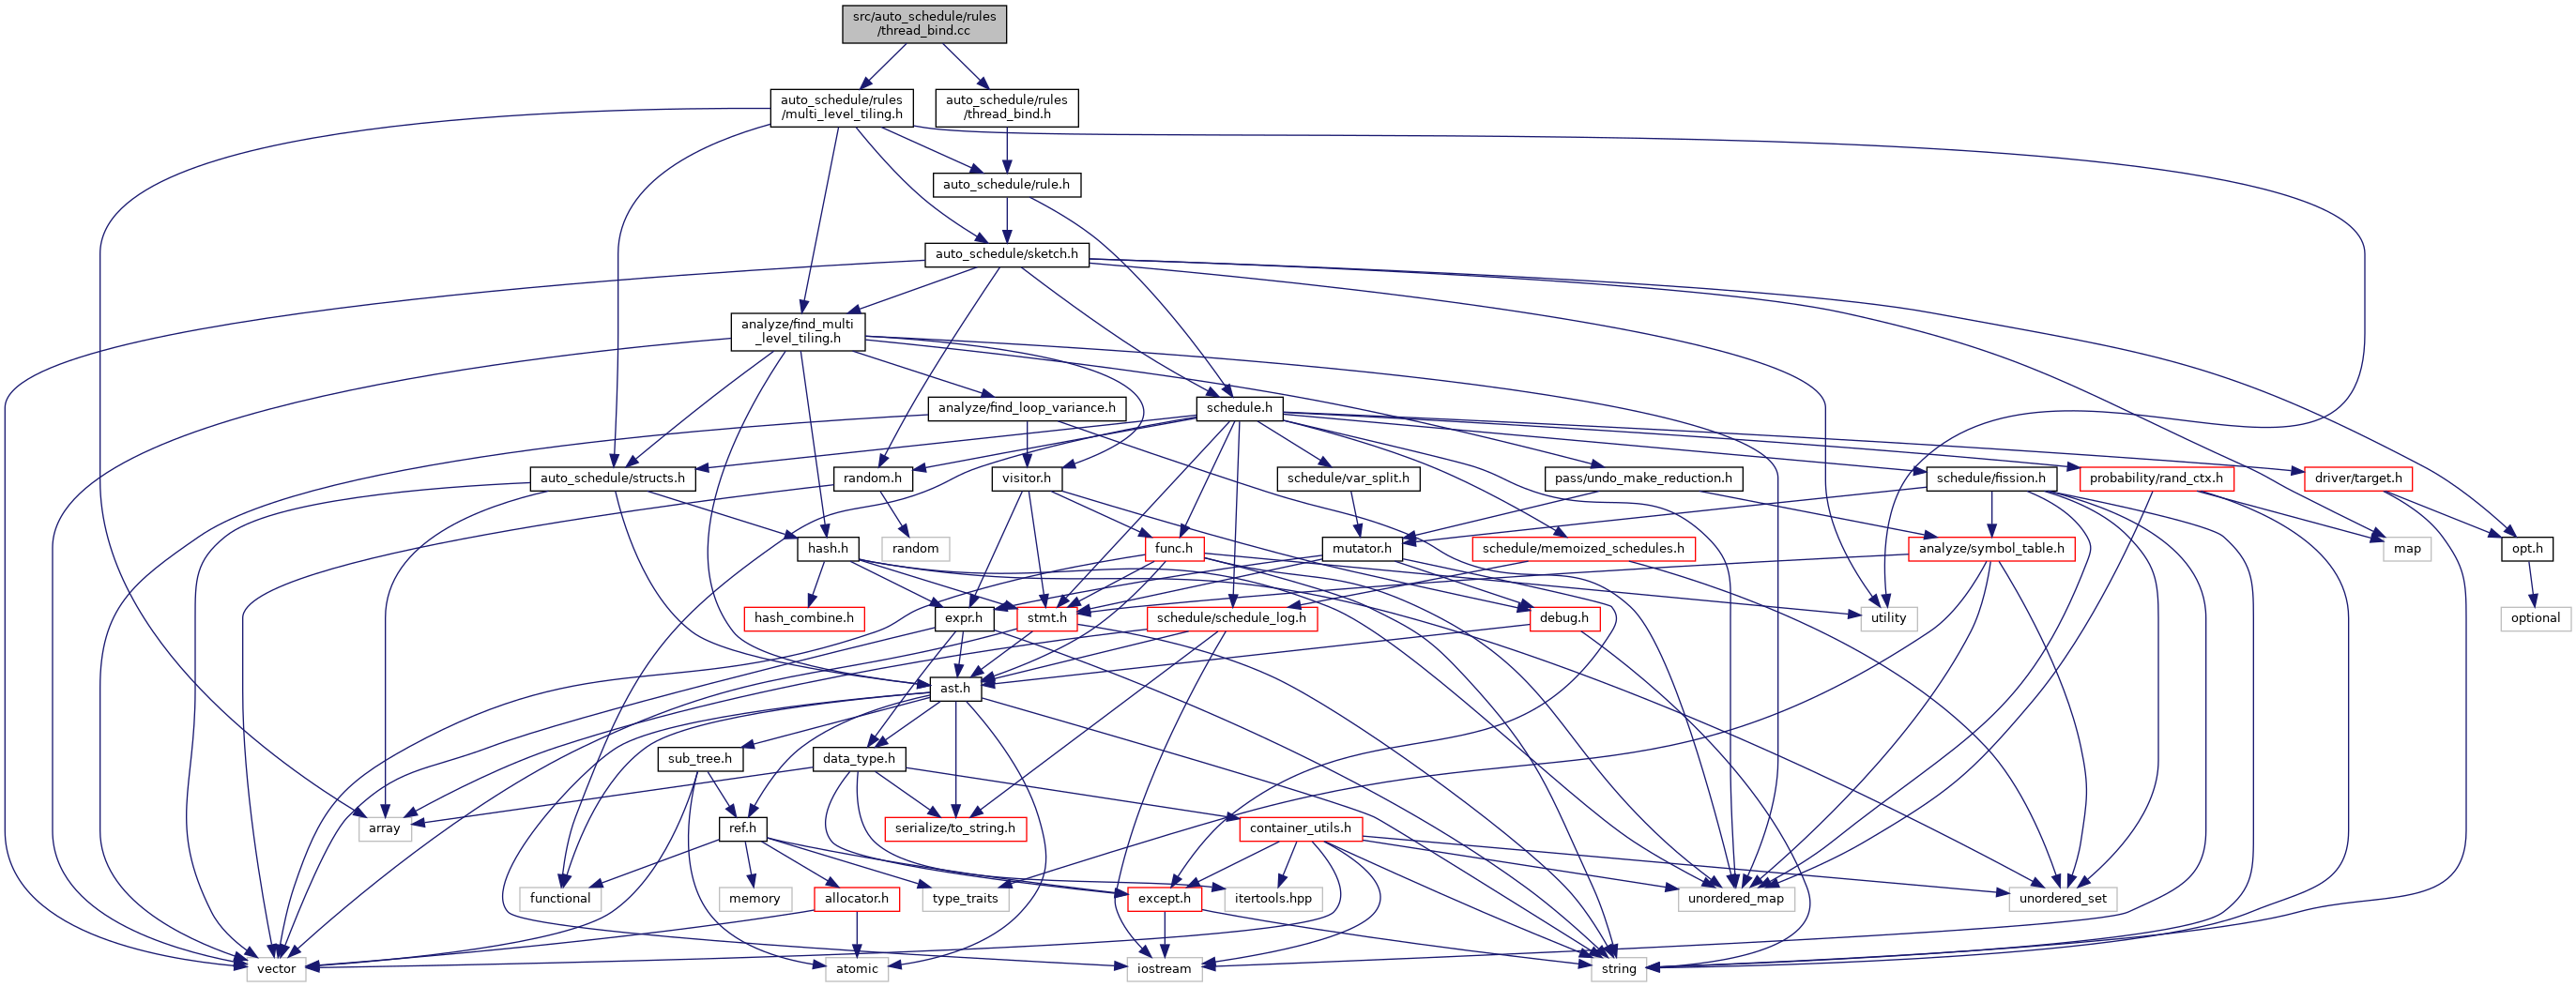 src/auto_schedule/rules
/thread_bind.cc
auto_schedule/rules
/multi_level_tiling.h
auto_schedule/rules
/thread_bind.h
auto_schedule/rule.h
auto_schedule/sketch.h
analyze/find_multi
_level_tiling.h
analyze/find_loop_variance.h
schedule.h
auto_schedule/structs.h
random.h
visitor.h
schedule/var_split.h
pass/undo_make_reduction.h
schedule/fission.h
probability/rand_ctx.h
driver/target.h
hash.h
random
func.h
mutator.h
schedule/memoized_schedules.h
analyze/symbol_table.h
map
opt.h
hash_combine.h
expr.h
stmt.h
schedule/schedule_log.h
debug.h
utility
optional
ast.h
sub_tree.h
data_type.h
array
ref.h
serialize/to_string.h
container_utils.h
functional
memory
allocator.h
type_traits
except.h
itertools.hpp
unordered_map
unordered_set
vector
atomic
iostream
string